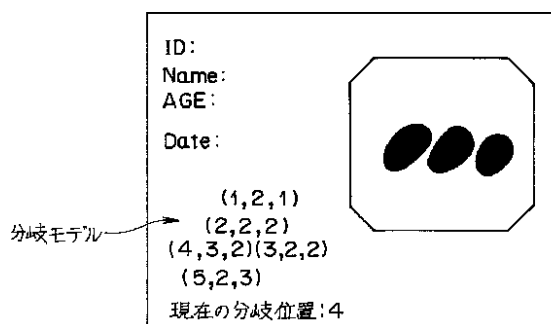 ID:
Name:
AGE:
Date:
(1,2,1)
分岐モデル
(2,2,2)
(4,3,2)(3,2,2)
(5,2,3)
現在の分岐位置:4